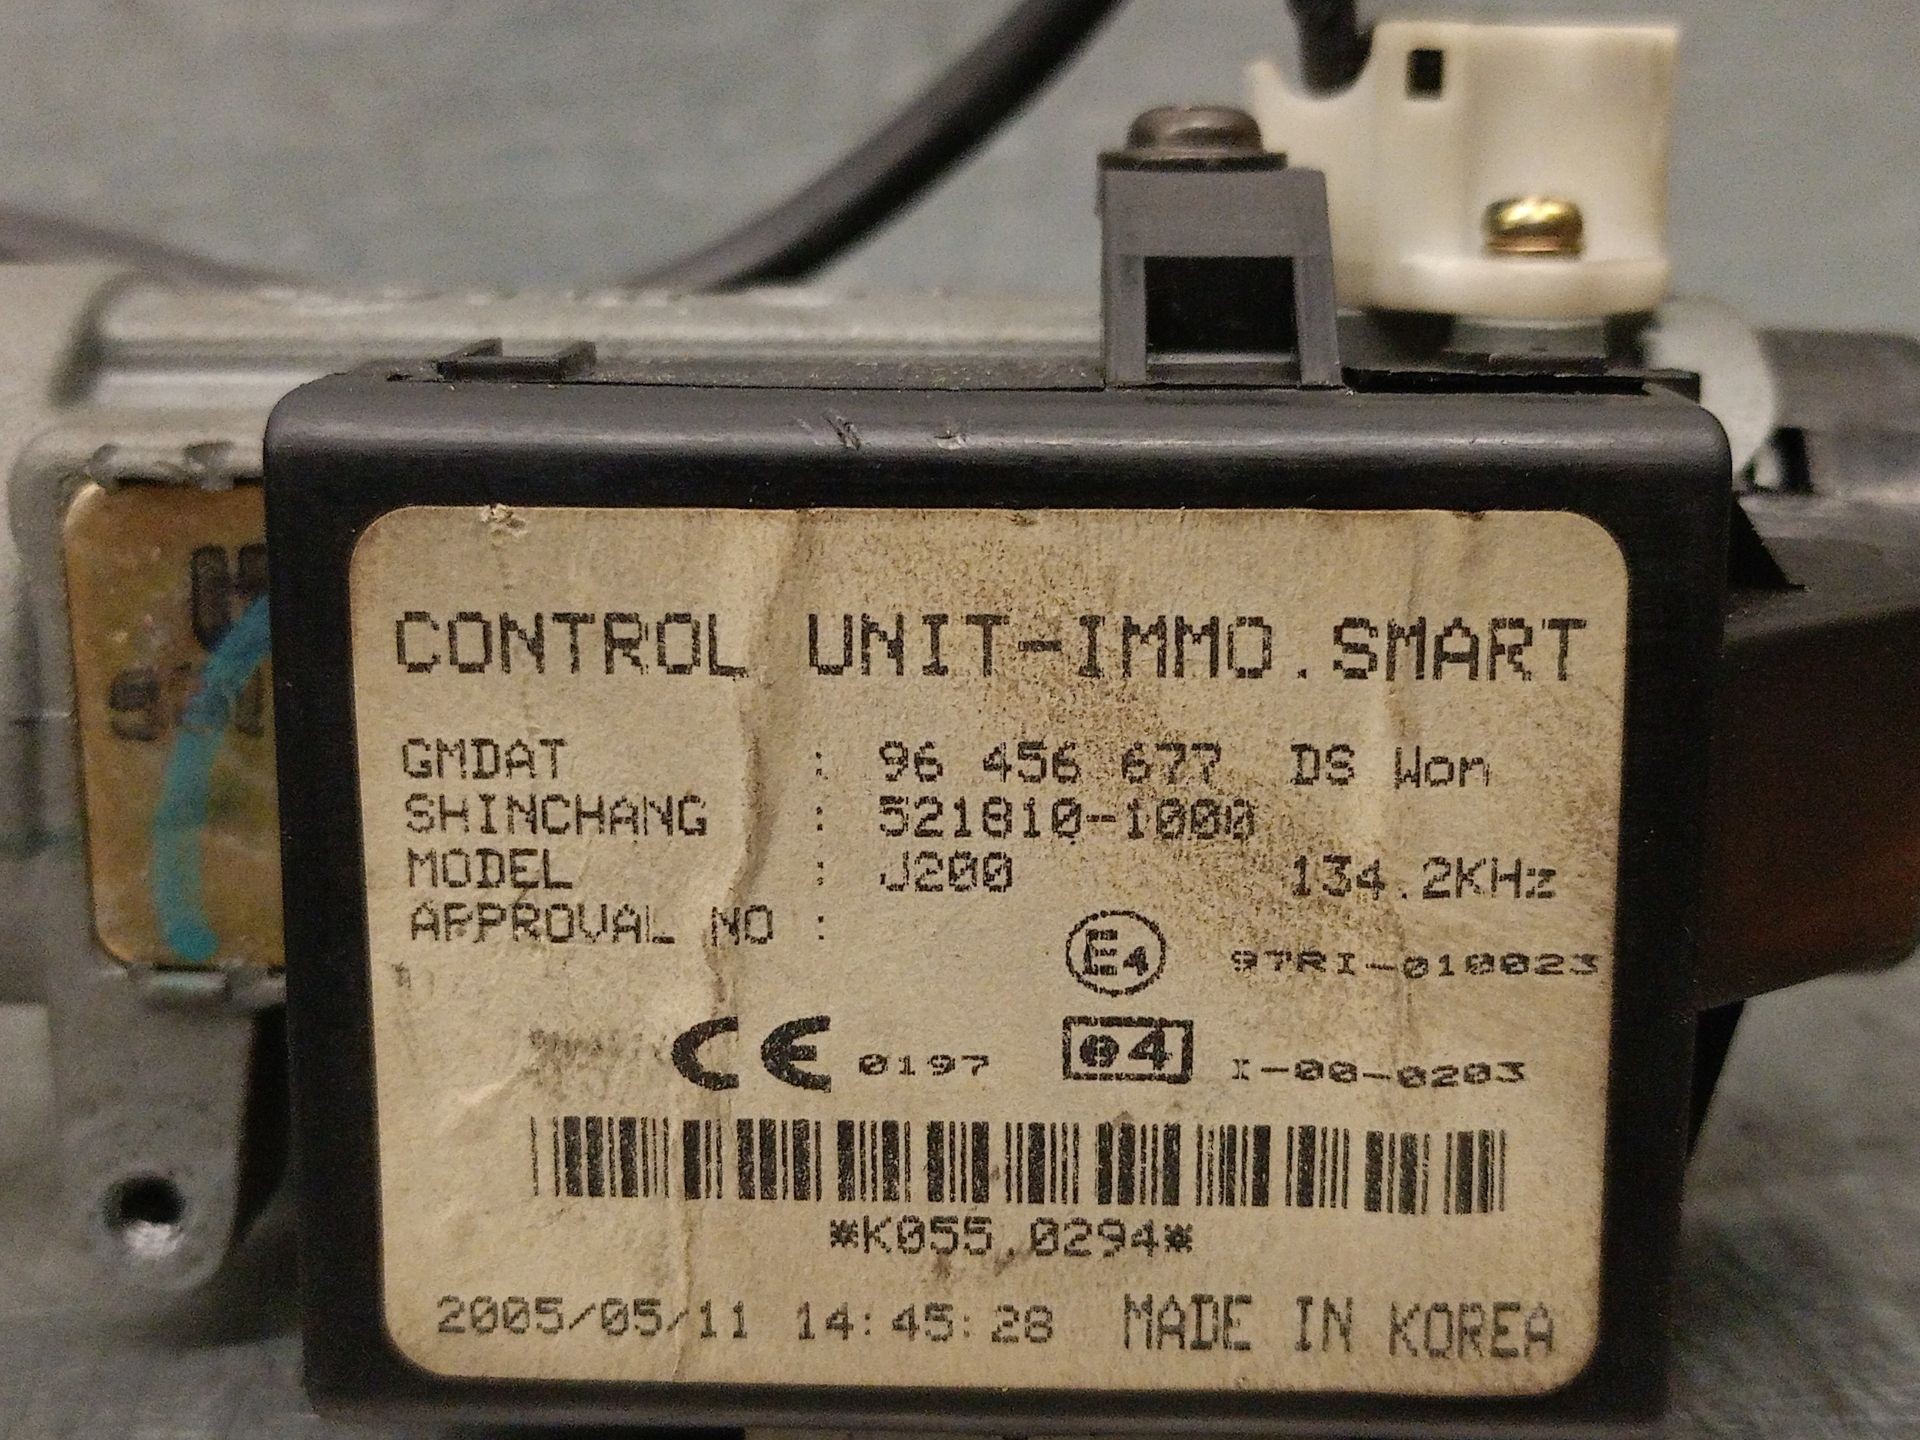 CONTROL UNIT-IMMO.SMART
GMDAT : 96 456 677 DS Won
SHINCHANG : 521810-1000
MODEL : J200 134.2KHz
APPROVAL NO :
E4 97RI-010023
CE 0197 e4 I-00-0203
*K055.0294*
2005/05/11 14:45:28 MADE IN KOREA